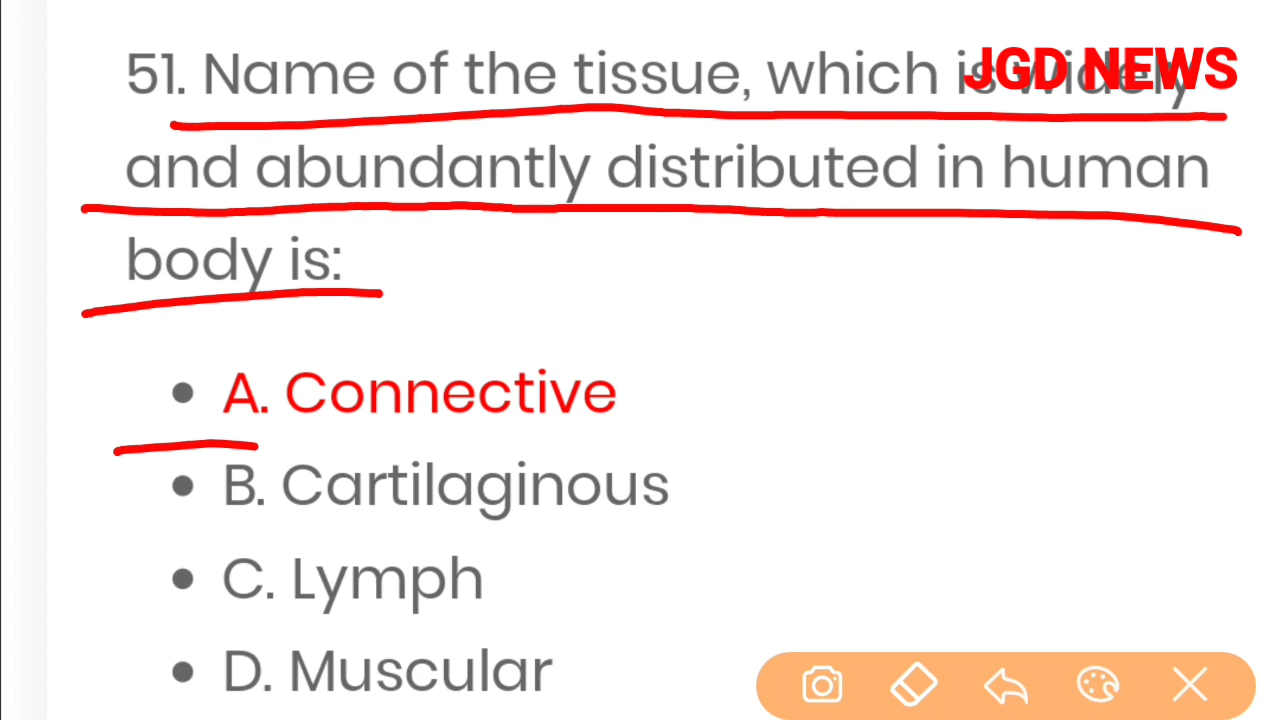 51. Name of the tissue, which is widely
JGD NEWS
and abundantly distributed in human
body is:
A. Connective
B. Cartilaginous
C. Lymph
D. Muscular